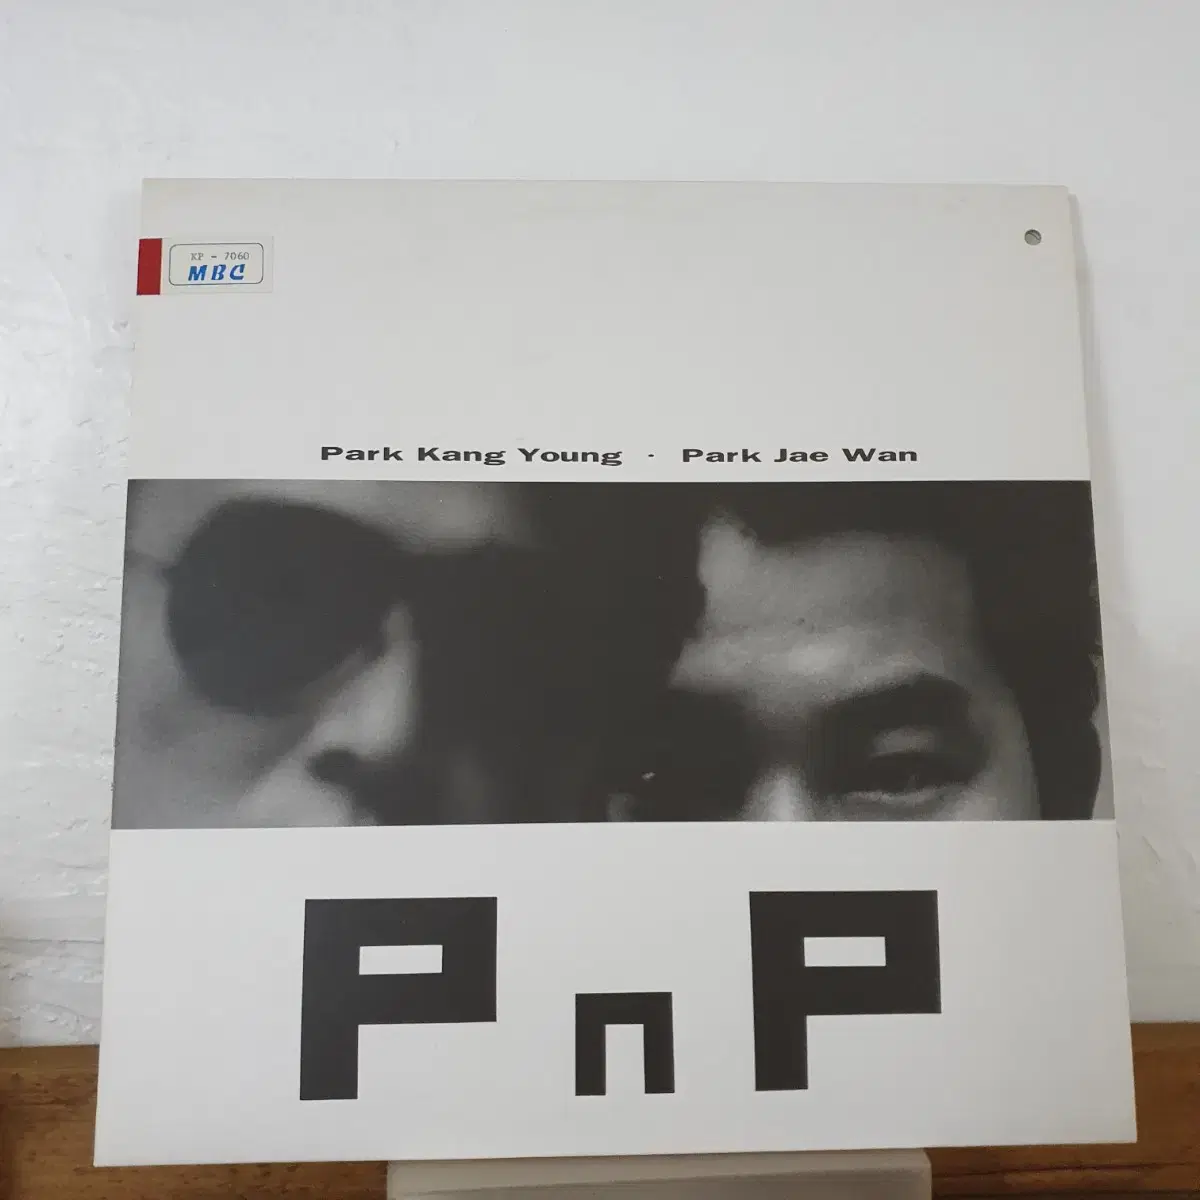 KP - 7060
MBC
Park Kang Young · Park Jae Wan
PnP